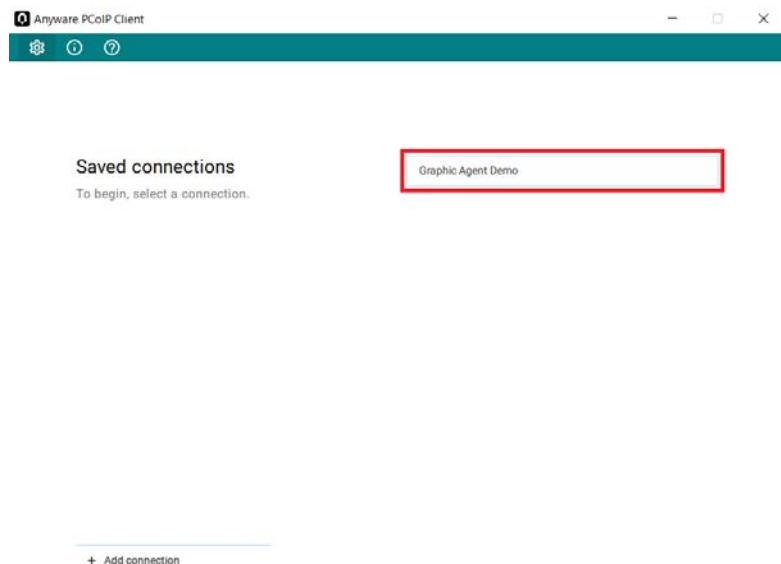 Anyware PCoIP Client
Saved connections
To begin, select a connection.
Graphic Agent Demo
+ Add connection